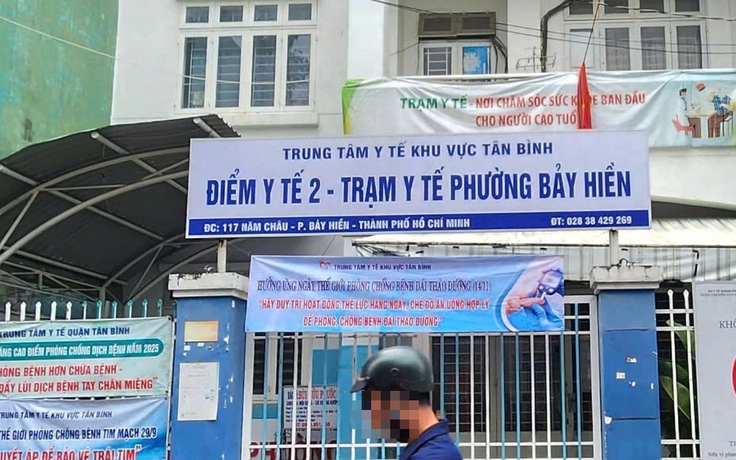 TRẠM Y TẾ - NƠI CHĂM SÓC SỨC KHỎE BAN ĐẦU
CHO NGƯỜI CAO TUỔI
TRUNG TÂM Y TẾ KHU VỰC TÂN BÌNH
ĐIỂM Y TẾ 2 - TRẠM Y TẾ PHƯỜNG BẢY HIỀN
ĐC: 117 NĂM CHÂU - P. BẢY HIỀN - THÀNH PHỐ HỒ CHÍ MINH
ĐT: 028 38 429 269
TRUNG TÂM Y TẾ KHU VỰC TÂN BÌNH
HƯỞNG ỨNG NGÀY THẾ GIỚI PHÒNG CHỐNG BỆNH ĐÁI THÁO ĐƯỜNG (14/11)
"HÃY DUY TRÌ HOẠT ĐỘNG THỂ LỰC HÀNG NGÀY, CHẾ ĐỘ ĂN UỐNG HỢP LÝ
ĐỂ PHÒNG, CHỐNG BỆNH ĐÁI THÁO ĐƯỜNG"
TRUNG TÂM Y TẾ QUẬN TÂN BÌNH
CAO ĐIỂM PHÒNG CHỐNG DỊCH BỆNH NĂM 2025
BỆNH HƠN CHỮA BỆNH -
ĐẨY LÙI DỊCH BỆNH TAY CHÂN MIỆNG"
TRUNG TÂM Y TẾ KHU VỰC TÂN BÌNH
THẾ GIỚI PHÒNG CHỐNG BỆNH TIM MẠCH 29/9
HUYẾT ÁP ĐỂ BẢO VỆ TRÁI TIM"